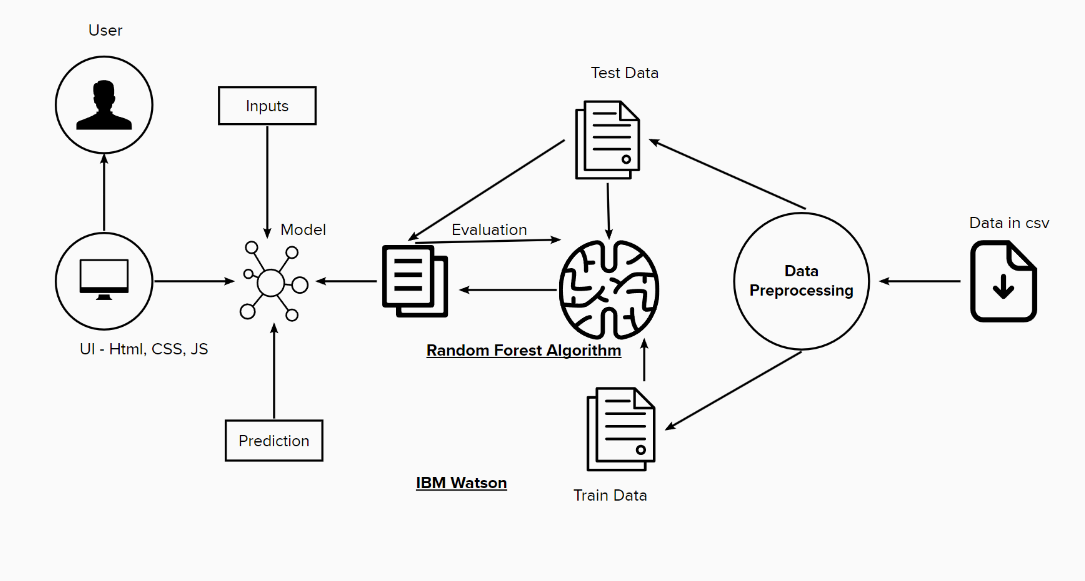 User
Test Data
Inputs
Data in csv
Model
Evaluation
Data
Preprocessing
UI - Html, CSS, JS
Random Forest Algorithm
Prediction
IBM Watson
Train Data